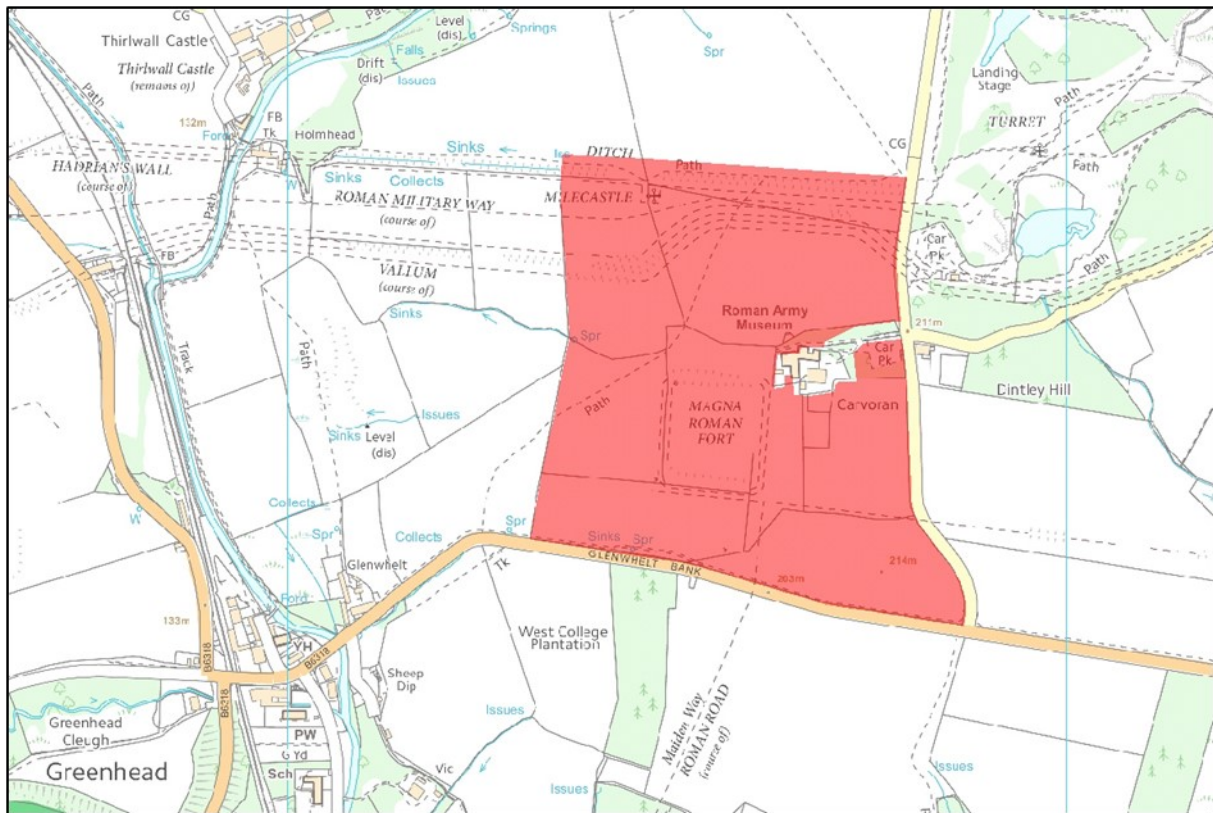 CG
Path
Thirlwall Castle
Thirlwall Castle
(remains of)
Level
(dis)
Springs
Falls
Drift
(dis)
Issues
Spr
Landing
Stage
Path
TURRET
Path
CG
132m
Ford
FB
Tk
Holmhead
W
Path
HADRIAN'S WALL
(course of)
Sinks
DITCH
Path
Sinks
Collects
MILECASTLE
ROMAN MILITARY WAY
(course of)
Path
FB
VALLUM
(course of)
Car
Pk
Path
Sinks
Spr
Roman Army
Museum
211m
Track
Path
Car
Pk
Dintley Hill
Path
MAGNA
ROMAN
FORT
Carvoran
Issues
Sinks
Level
(dis)
Collects
W
Spr
Collects
Spr
Sinks
Spr
Tk
GLENWHELT BANK
203m
214m
Glenwhelt
Ford
133m
YH
B6318
B6318
B6318
West College
Plantation
Sheep
Dip
Maiden Way
ROMAN ROAD
(course of)
Greenhead
Cleugh
Greenhead
PW
G Yd
Sch
Vic
Issues
Issues
Issues